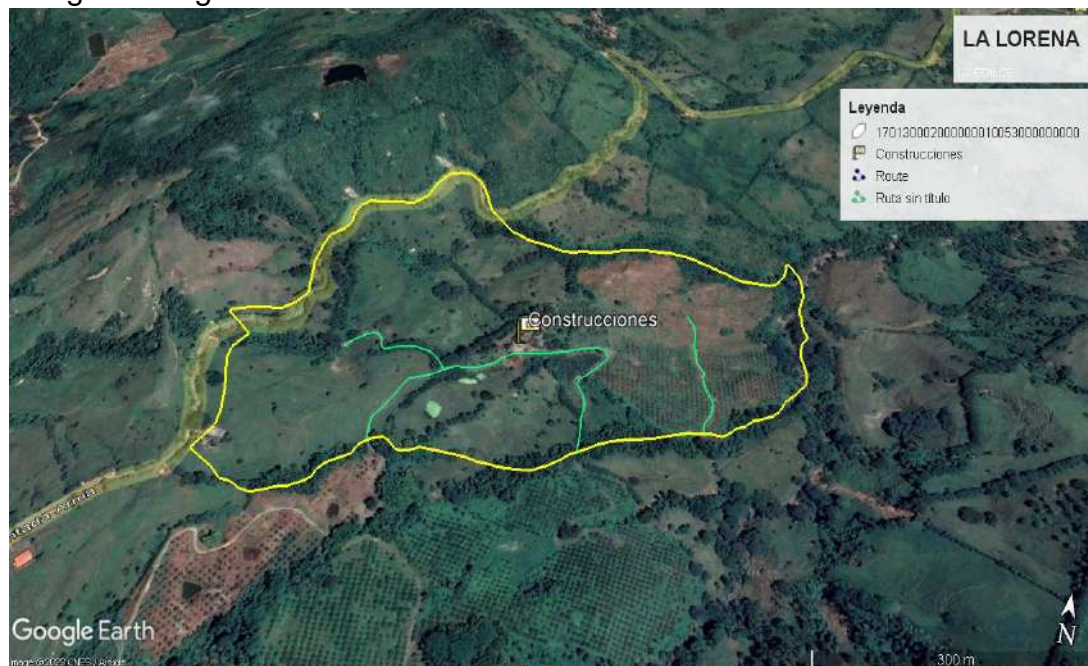 LA LORENA
Leyenda
170130002000000010053000000000
Construcciones
Route
Ruta sin título
Construcciones
Google Earth
N
300 m